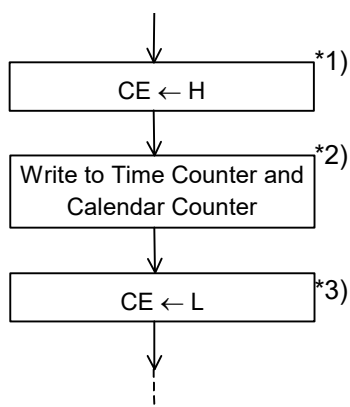 *1)
CE ← H
*2)
Write to Time Counter and
Calendar Counter
*3)
CE ← L